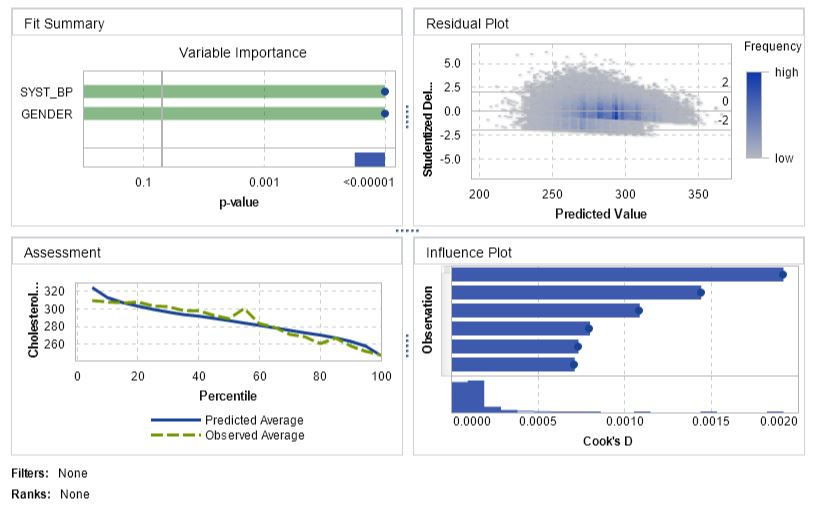 Fit Summary
Variable Importance
SYST_BP
GENDER
0.1 0.001 <0.00001
p-value
Residual Plot
Studentized Del...
5.0
2.5
0.0
-2.5
-5.0
2
0
-2
200 250 300 350
Predicted Value
Frequency
high
low
Assessment
Cholesterol...
320
300
280
260
0 20 40 60 80 100
Percentile
Predicted Average
Observed Average
Influence Plot
Observation
0.0000 0.0005 0.0010 0.0015 0.0020
Cook's D
Filters: None
Ranks: None